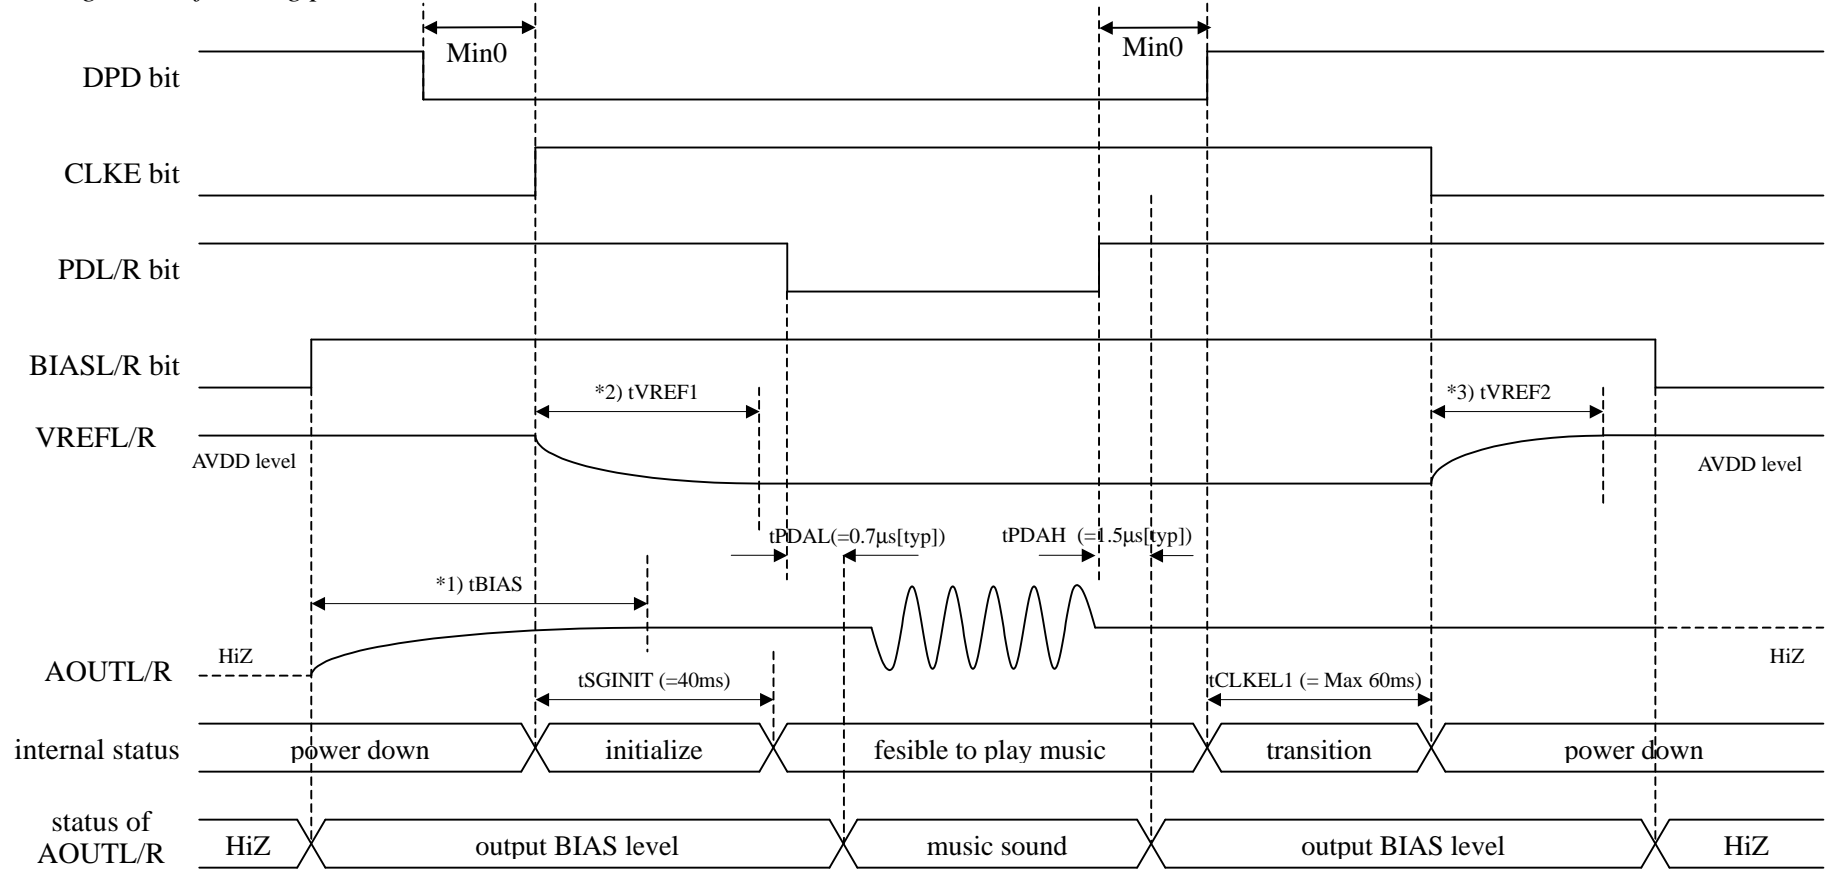 Min0
Min0
DPD bit
CLKE bit
PDL/R bit
BIASL/R bit
*2) tVREF1
*3) tVREF2
VREFL/R
AVDD level
AVDD level
tPDAL(=0.7μs[typ])
tPDAH (=1.5μs[typ])
*1) tBIAS
HiZ
HiZ
AOUTL/R
tSGINIT (=40ms)
tCLKEL1 (= Max 60ms)
internal status
power down
initialize
fesible to play music
transition
power down
status of
AOUTL/R
HiZ
output BIAS level
music sound
output BIAS level
HiZ